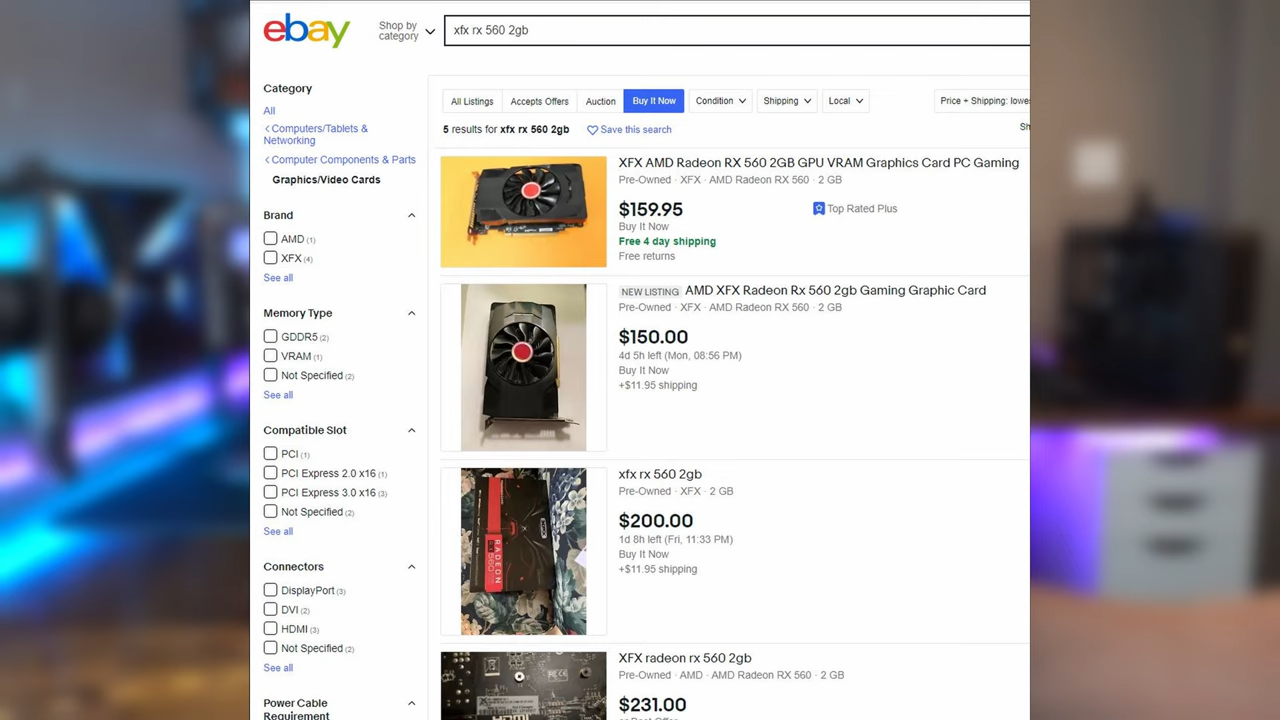 ebay
Shop by
category
xfx rx 560 2gb
Category
All
Computers/Tablets &
Networking
Computer Components & Parts
Graphics/Video Cards
Brand
AMD (1)
XFX (4)
See all
Memory Type
GDDR5 (2)
VRAM (1)
Not Specified (2)
See all
Compatible Slot
PCI (1)
PCI Express 2.0 x16 (1)
PCI Express 3.0 x16 (3)
Not Specified (2)
See all
Connectors
DisplayPort (3)
DVI (2)
HDMI (3)
Not Specified (2)
See all
Power Cable
Requirement
All Listings Accepts Offers Auction Buy It Now Condition Shipping Local Price + Shipping: lowes
5 results for xfx rx 560 2gb Save this search Sh
XFX AMD Radeon RX 560 2GB GPU VRAM Graphics Card PC Gaming
Pre-Owned · XFX · AMD Radeon RX 560 · 2 GB
$159.95 Top Rated Plus
Buy It Now
Free 4 day shipping
Free returns
NEW LISTING AMD XFX Radeon Rx 560 2gb Gaming Graphic Card
Pre-Owned · XFX · AMD Radeon RX 560 · 2 GB
$150.00
4d 5h left (Mon, 08:56 PM)
Buy It Now
+$11.95 shipping
RADEON
xfx rx 560 2gb
Pre-Owned · XFX · 2 GB
$200.00
1d 8h left (Fri, 11:33 PM)
Buy It Now
+$11.95 shipping
XFX radeon rx 560 2gb
Pre-Owned · AMD · AMD Radeon RX 560 · 2 GB
$231.00
or Best Offer